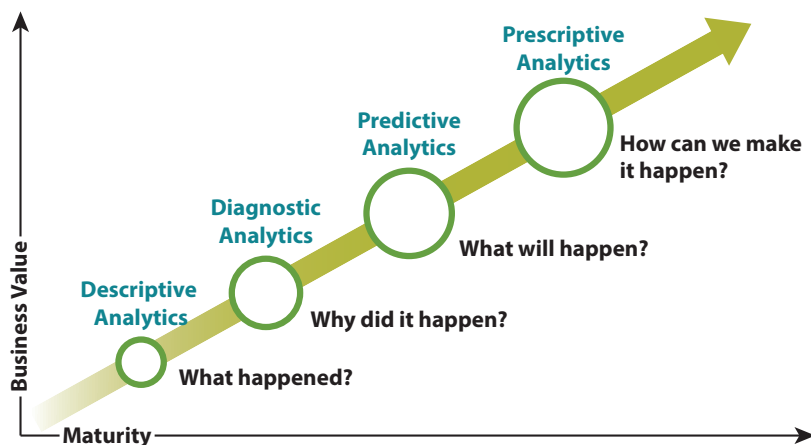 Prescriptive
Analytics
How can we make
it happen?
Predictive
Analytics
What will happen?
Diagnostic
Analytics
Why did it happen?
Descriptive
Analytics
What happened?
Business Value
Maturity